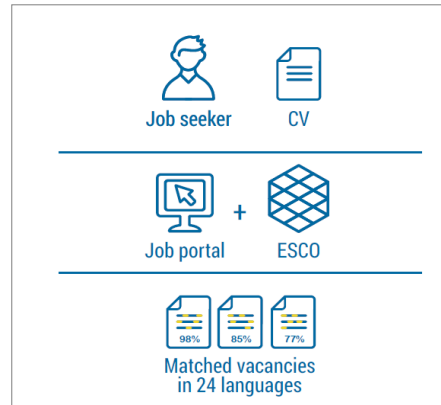 Job seeker CV
+
Job portal ESCO
98% 85% 77%
Matched vacancies
in 24 languages